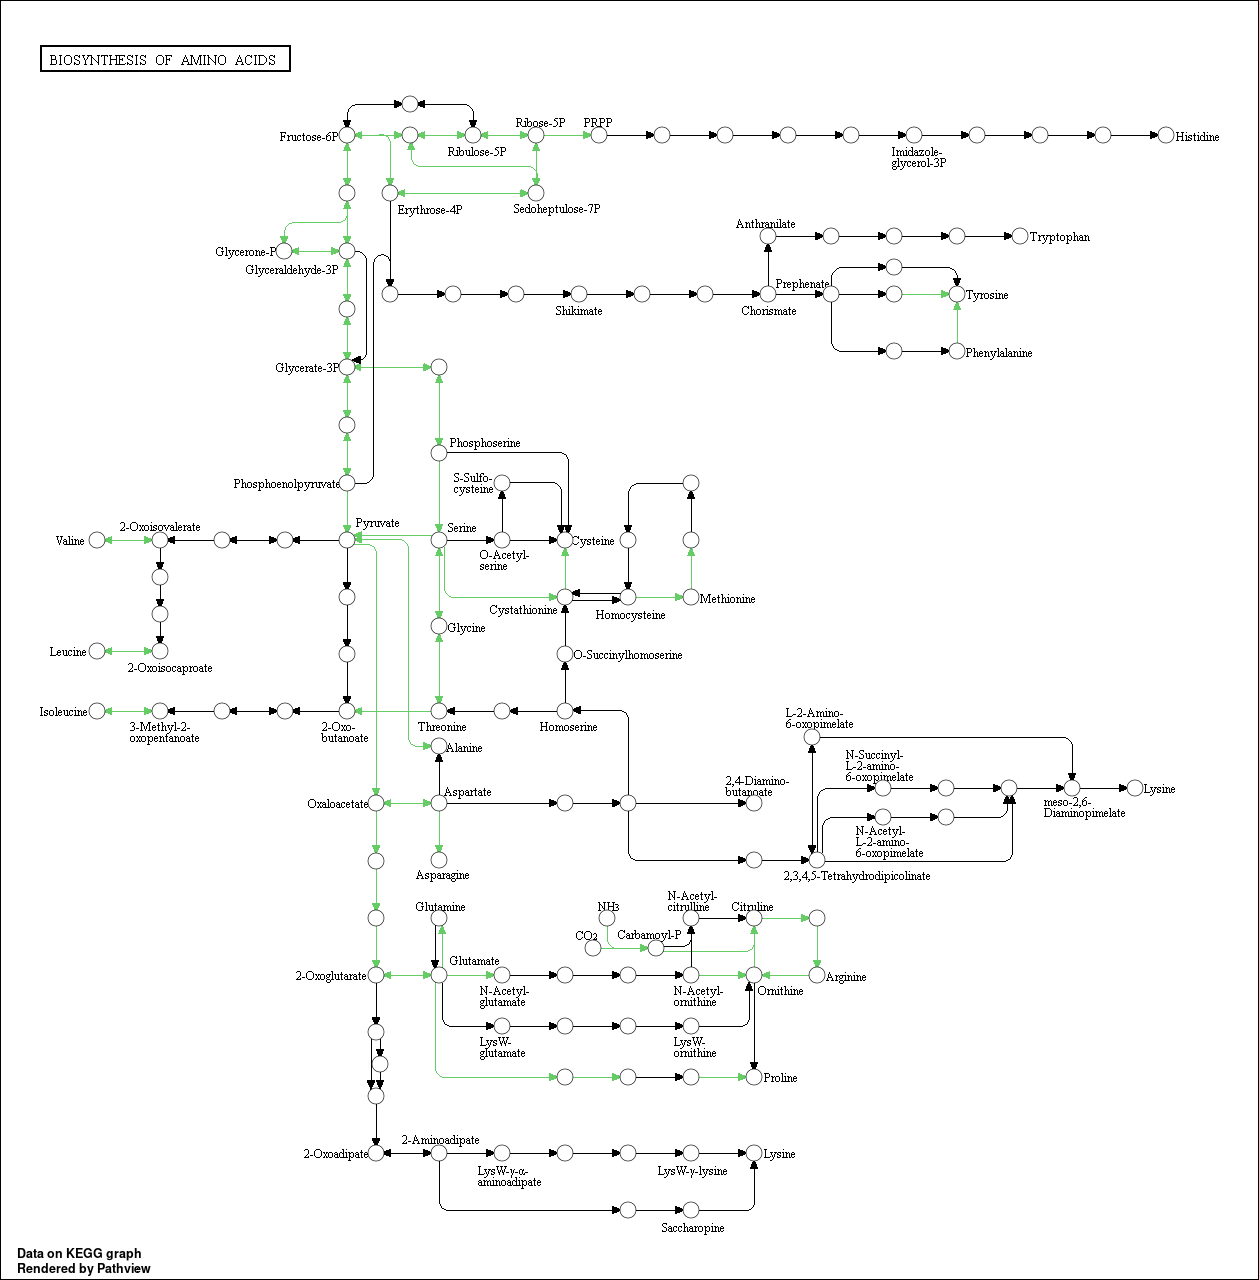 BIOSYNTHESIS OF AMINO ACIDS
Fructose-6P
Ribulose-5P
Ribose-5P
PRPP
Imidazole-
glycerol-3P
Histidine
Erythrose-4P
Sedoheptulose-7P
Glycerone-P
Glyceraldehyde-3P
Anthranilate
Tryptophan
Prephenate
Tyrosine
Shikimate
Chorismate
Phenylalanine
Glycerate-3P
Phosphoserine
Phosphoenolpyruvate
S-Sulfo-
cysteine
Pyruvate
Serine
2-Oxoisovalerate
Valine
O-Acetyl-
serine
Cysteine
Cystathionine
Homocysteine
Methionine
Glycine
Leucine
2-Oxoisocaproate
O-Succinylhomoserine
Isoleucine
3-Methyl-2-
oxopentanoate
2-Oxo-
butanoate
Threonine
Homoserine
Alanine
L-2-Amino-
6-oxopimelate
N-Succinyl-
L-2-amino-
6-oxopimelate
2,4-Diamino-
butanoate
Oxaloacetate
Aspartate
Lysine
meso-2,6-
Diaminopimelate
N-Acetyl-
L-2-amino-
6-oxopimelate
Asparagine
2,3,4,5-Tetrahydrodipicolinate
Glutamine
NH3
N-Acetyl-
citrulline
Citruline
CO2
Carbamoyl-P
2-Oxoglutarate
Glutamate
N-Acetyl-
glutamate
N-Acetyl-
ornithine
Ornithine
Arginine
LysW-
glutamate
LysW-
ornithine
Proline
2-Oxoadipate
2-Aminoadipate
LysW-γ-α-
aminoadipate
LysW-γ-lysine
Lysine
Saccharopine
Data on KEGG graph
Rendered by Pathview